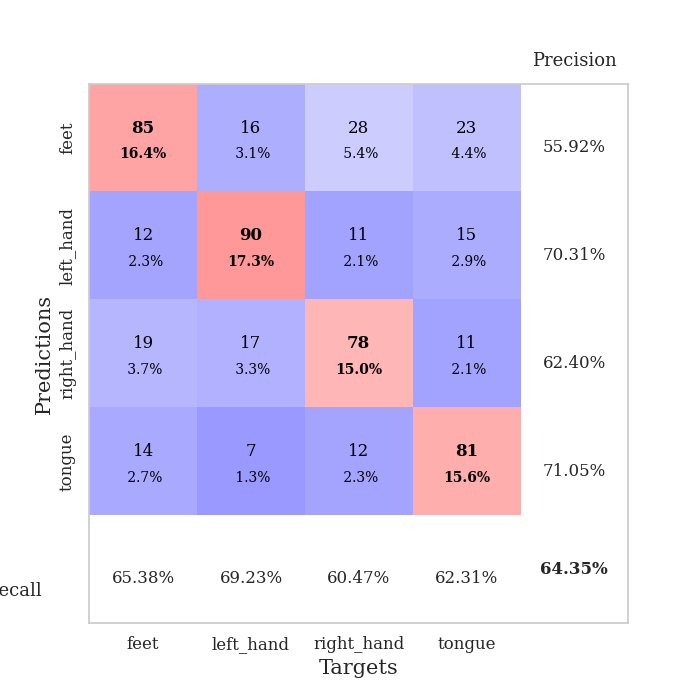 Precision
feet 85 16 28 23 55.92%
16.4% 3.1% 5.4% 4.4%
left_hand 12 90 11 15 70.31%
2.3% 17.3% 2.1% 2.9%
Predictions
right_hand 19 17 78 11 62.40%
3.7% 3.3% 15.0% 2.1%
tongue 14 7 12 81 71.05%
2.7% 1.3% 2.3% 15.6%
ecall 65.38% 69.23% 60.47% 62.31% 64.35%
feet left_hand right_hand tongue
Targets